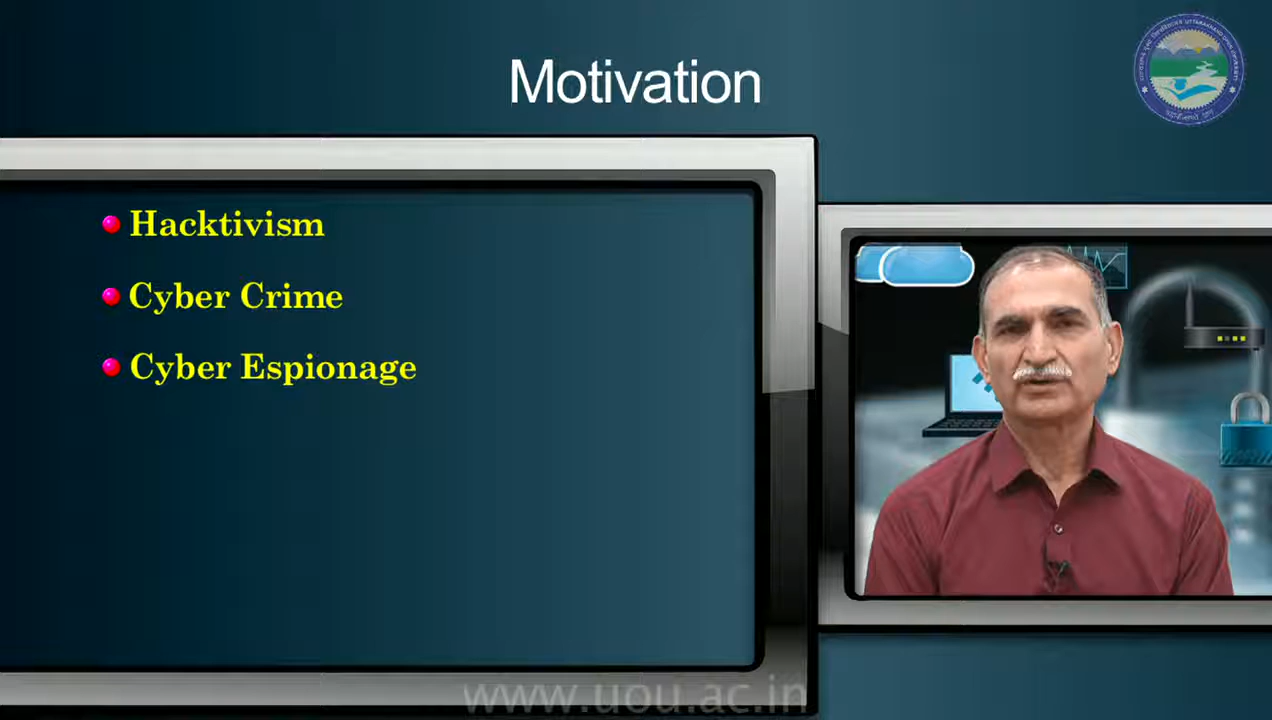 Motivation
Hacktivism
Cyber Crime
Cyber Espionage
www.uou.ac.in